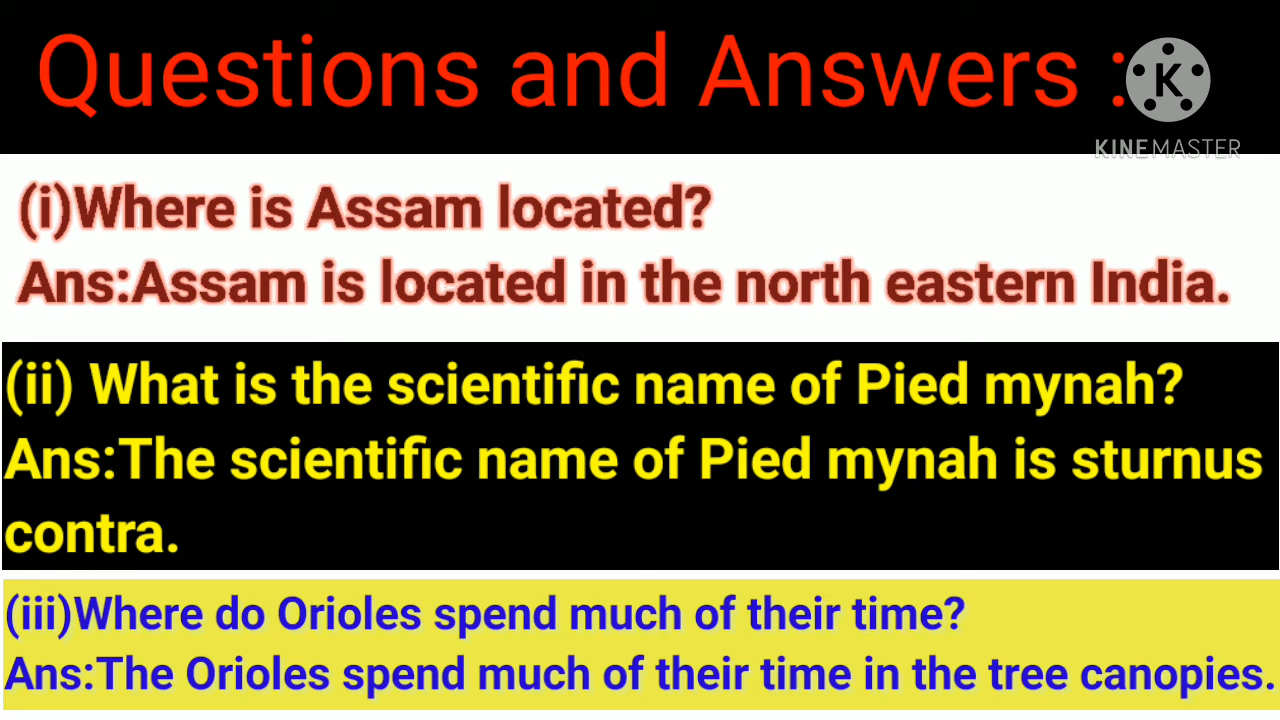 Questions and Answers :
KINEMASTER
(i)Where is Assam located?
Ans:Assam is located in the north eastern India.
(ii) What is the scientific name of Pied mynah?
Ans:The scientific name of Pied mynah is sturnus
contra.
(iii)Where do Orioles spend much of their time?
Ans:The Orioles spend much of their time in the tree canopies.